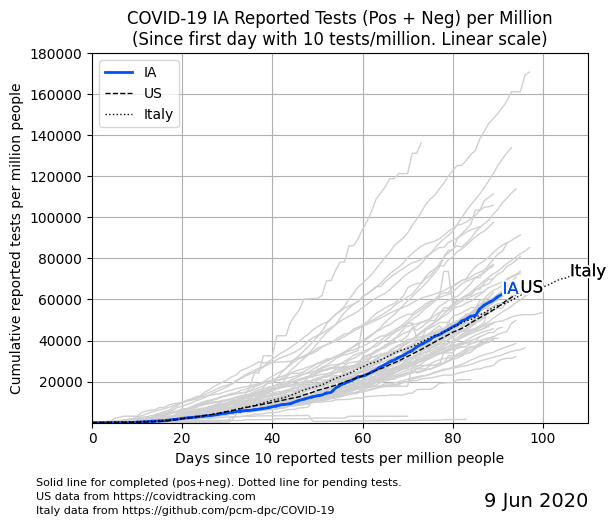 COVID-19 IA Reported Tests (Pos + Neg) per Million
(Since first day with 10 tests/million. Linear scale)
Cumulative reported tests per million people
180000
160000
140000
120000
100000
80000
60000
40000
20000
IA
US
Italy
IA
US
Italy
0
20
40
60
80
100
Days since 10 reported tests per million people
Solid line for completed (pos+neg). Dotted line for pending tests.
US data from https://covidtracking.com
Italy data from https://github.com/pcm-dpc/COVID-19
9 Jun 2020